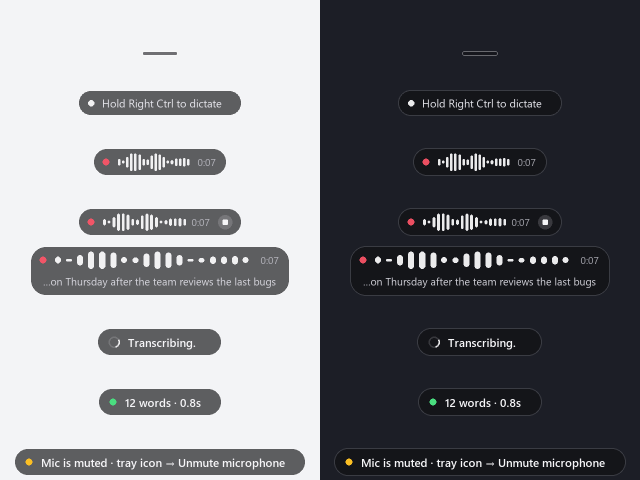 Hold Right Ctrl to dictate
Hold Right Ctrl to dictate
0:07
0:07
0:07
0:07
0:07
0:07
...on Thursday after the team reviews the last bugs
...on Thursday after the team reviews the last bugs
Transcribing.
Transcribing.
12 words · 0.8s
12 words · 0.8s
Mic is muted · tray icon → Unmute microphone
Mic is muted · tray icon → Unmute microphone